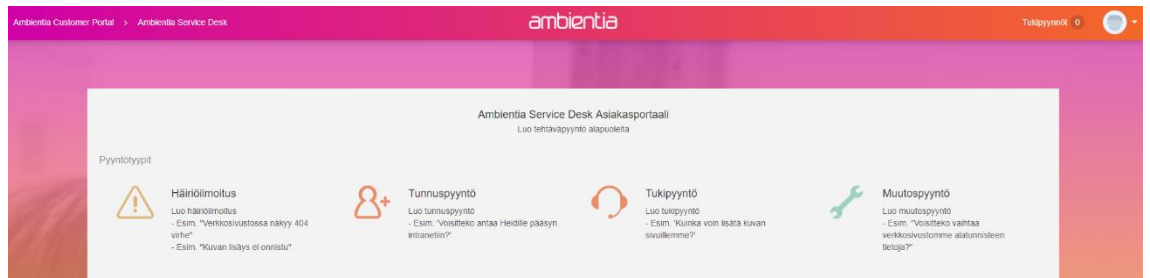 Ambientia Customer Portal > Ambientia Service Desk
ambientia
Tukipyynnöt 0
Ambientia Service Desk Asiakasportaali
Luo tehtäväpyyntö alapuolelta
Pyyntötyypit
Häiriöilmoitus
Luo häiriöilmoitus
- Esim. "Verkkosivustossa näkyy 404
virhe"
- Esim. "Kuvan lisäys ei onnistu"
Tunnuspyyntö
Luo tunnuspyyntö
- Esim. 'Voisitteko antaa Heidille pääsyn
intranetiin?'
Tukipyyntö
Luo tukipyyntö
- Esim. 'Kuinka voin lisätä kuvan
sivuillemme?'
Muutospyyntö
Luo muutospyyntö
- Esim. "Voisitteko vaihtaa
verkkosivustomme alatunnisteen
tietoja?"